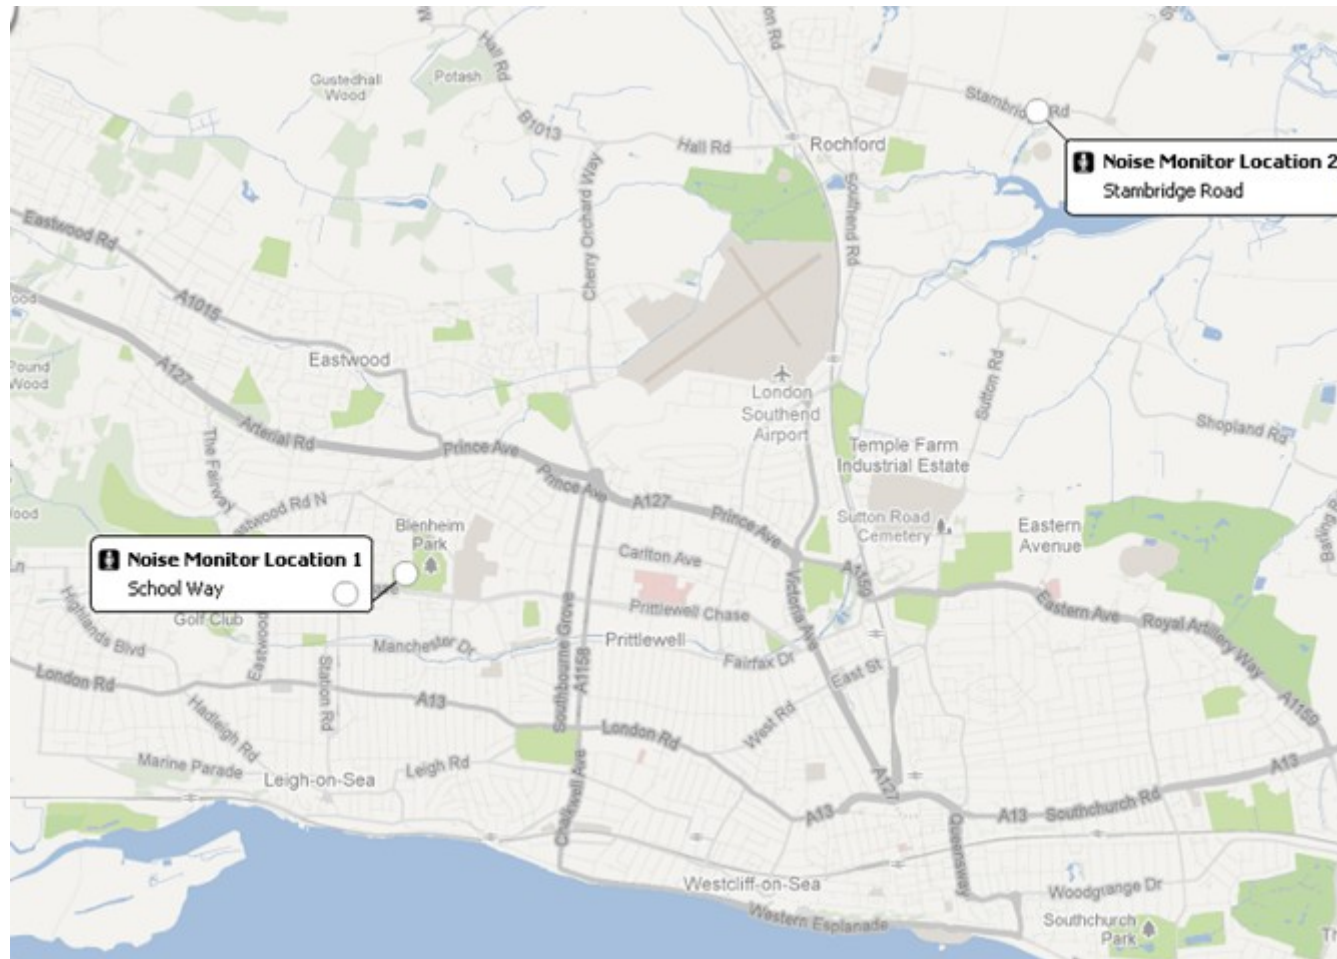 Hall Rd
on Rd
Gustedhall
Wood
Potash
B1013
Hall Rd
Rochford
Noise Monitor Location 2
Stambridge Road
Cherry Orchard Way
Southend Rd
Eastwood Rd
A1015
Eastwood
A127
London
Southend
Airport
Sutton Rd
Shopland Rd
Arterial Rd
Prince Ave
Prince Ave
A127
Prince Ave
The Fairway
Temple Farm
Industrial Estate
Sutton Road
Cemetery
Eastern
Avenue
Blenheim
Park
Carlton Ave
A1159
Noise Monitor Location 1
School Way
Golf Club
Highlands Blvd
Prittlewell Chase
Prittlewell
Victoria Ave
Eastern Ave
Royal Artillery Way
A1159
Manchester Dr
Fairfax Dr
East St
Southbourne Grove
A1158
London Rd
Station Rd
A13
Hadleigh Rd
London Rd
West Rd
Marine Parade
Leigh-on-Sea
Leigh Rd
Chalkwell Ave
A127
A13
A13
A13
Southchurch Rd
Queensway
Westcliff-on-Sea
Western Esplanade
Woodgrange Dr
Southchurch
Park